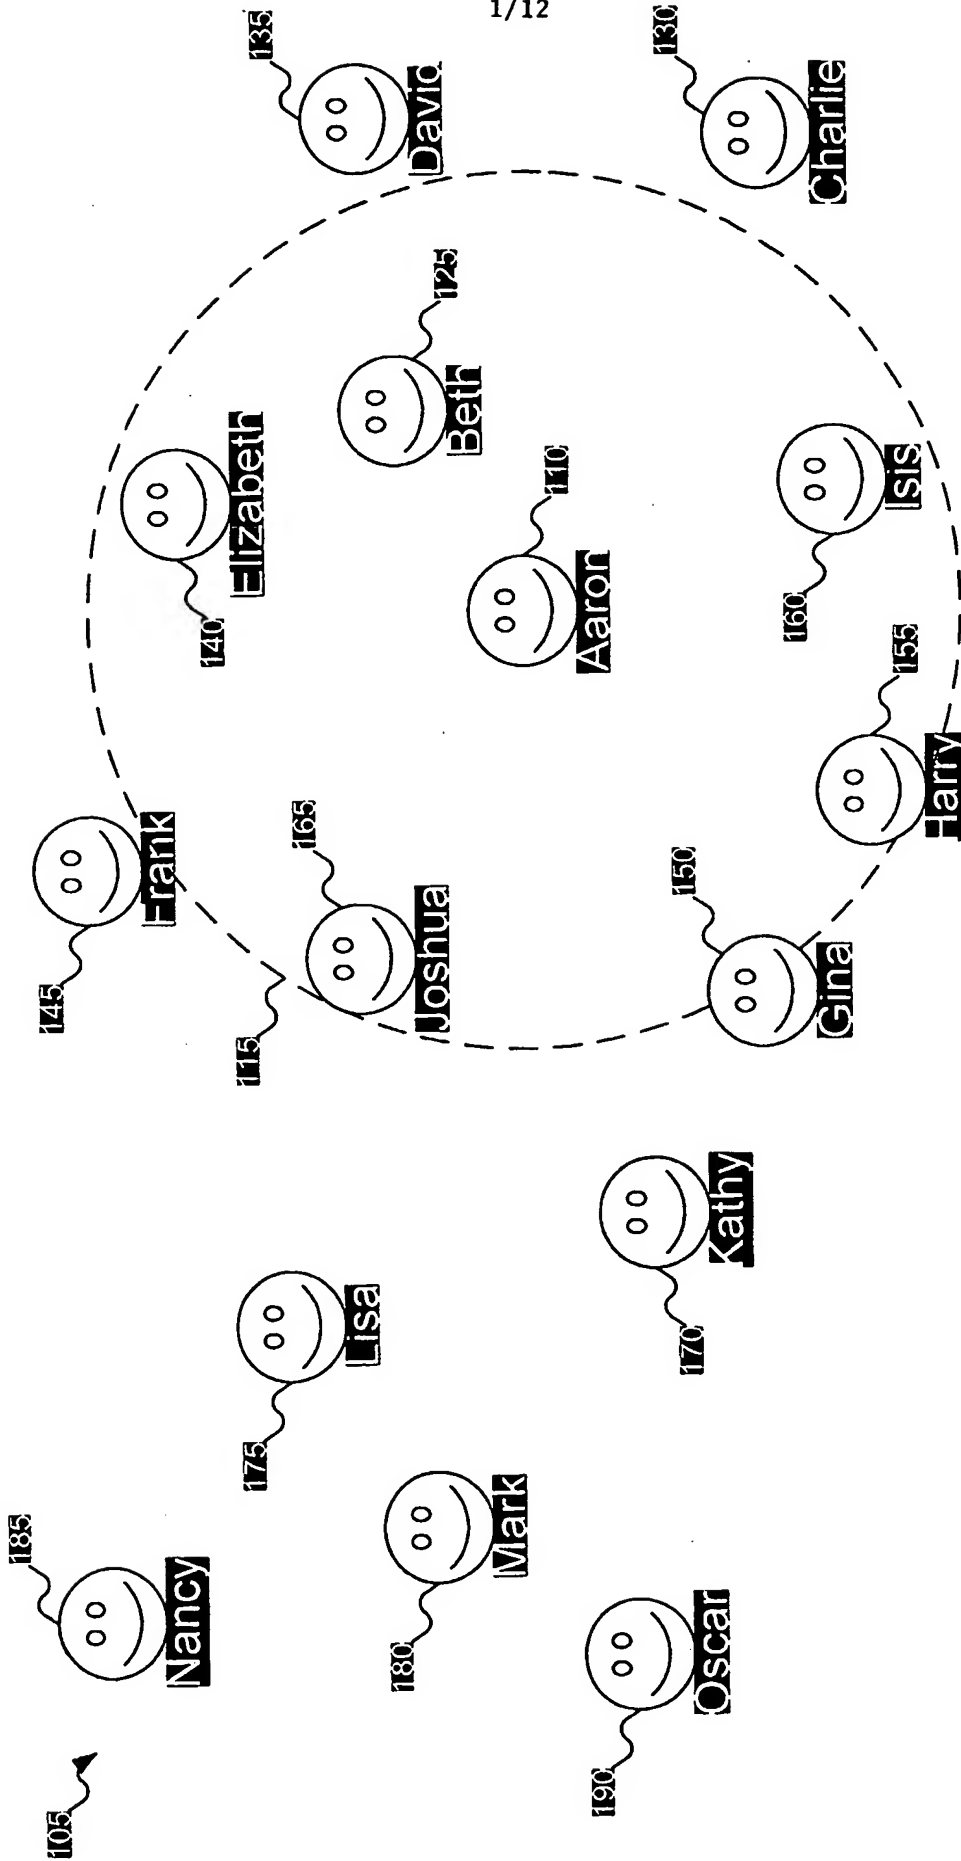 1/12
105
Nancy
185
Mark
180
Oscar
190
Lisa
175
Kathy
170
115
Frank
145
Joshua
165
Gina
150
Harry
155
Elizabeth
140
Aaron
110
Isis
160
Beth
125
David
135
Charlie
130